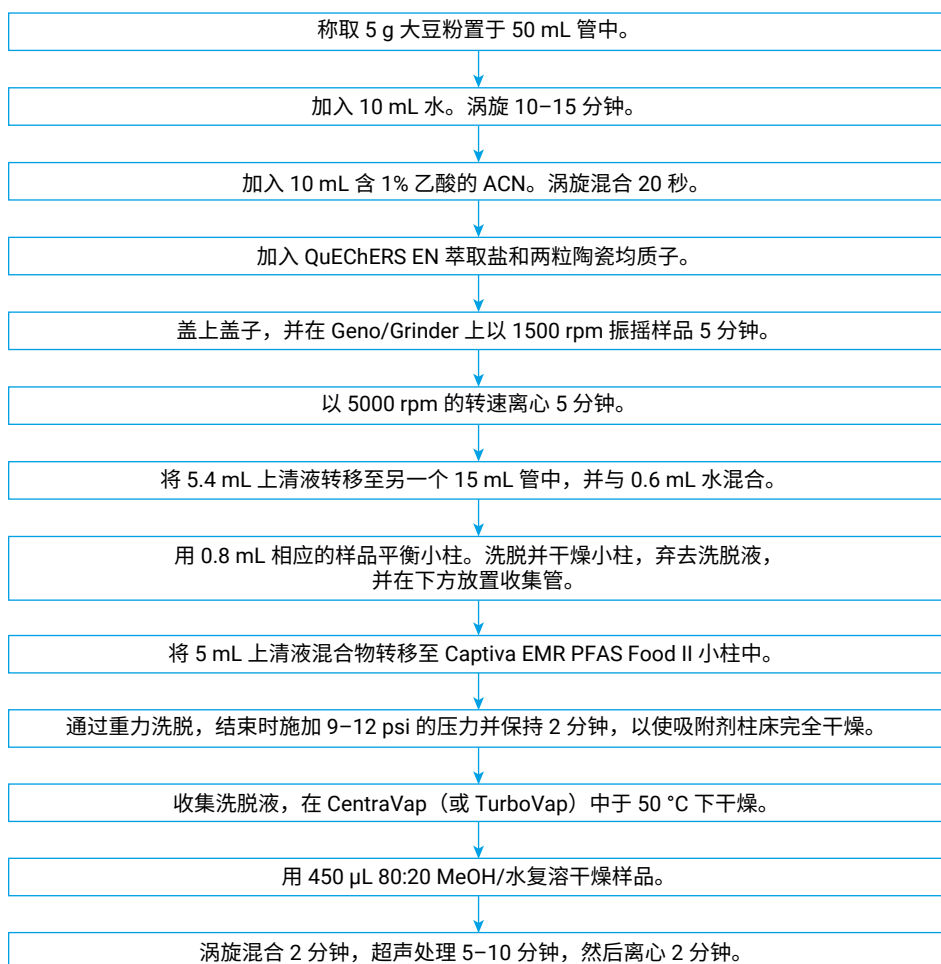 称取 5 g 大豆粉置于 50 mL 管中。
加入 10 mL 水。涡旋 10–15 分钟。
加入 10 mL 含 1% 乙酸的 ACN。涡旋混合 20 秒。
加入 QuEChERS EN 萃取盐和两粒陶瓷均质子。
盖上盖子，并在 Geno/Grinder 上以 1500 rpm 振摇样品 5 分钟。
以 5000 rpm 的转速离心 5 分钟。
将 5.4 mL 上清液转移至另一个 15 mL 管中，并与 0.6 mL 水混合。
用 0.8 mL 相应的样品平衡小柱。洗脱并干燥小柱，弃去洗脱液，
并在下方放置收集管。
将 5 mL 上清液混合物转移至 Captiva EMR PFAS Food II 小柱中。
通过重力洗脱，结束时施加 9–12 psi 的压力并保持 2 分钟，以使吸附剂柱床完全干燥。
收集洗脱液，在 CentraVap（或 TurboVap）中于 50 °C 下干燥。
用 450 µL 80:20 MeOH/水复溶干燥样品。
涡旋混合 2 分钟，超声处理 5–10 分钟，然后离心 2 分钟。